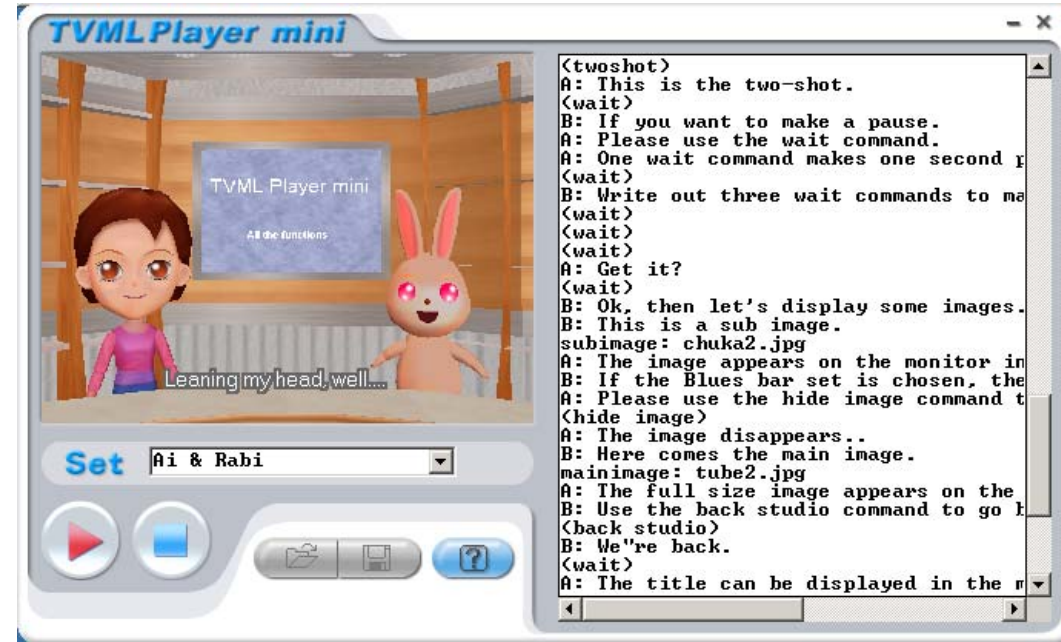 TVML Player mini
TVML Player mini
All the functions
Leaning my head, well....
Set
Ai & Rabi
?
(twoshot)
A: This is the two-shot.
(wait)
B: If you want to make a pause.
A: Please use the wait command.
A: One wait command makes one second
(wait)
B: Write out three wait commands to ma
(wait)
(wait)
(wait)
A: Get it?
(wait)
B: Ok, then let's display some images.
B: This is a sub image.
subimage: chuka2.jpg
A: The image appears on the monitor in
B: If the Blues bar set is chosen, the
A: Please use the hide image command t
(hide image)
A: The image disappears..
B: Here comes the main image.
mainimage: tube2.jpg
A: The full size image appears on the
B: Use the back studio command to go
(back studio)
B: We"re back.
(wait)
A: The title can be displayed in the